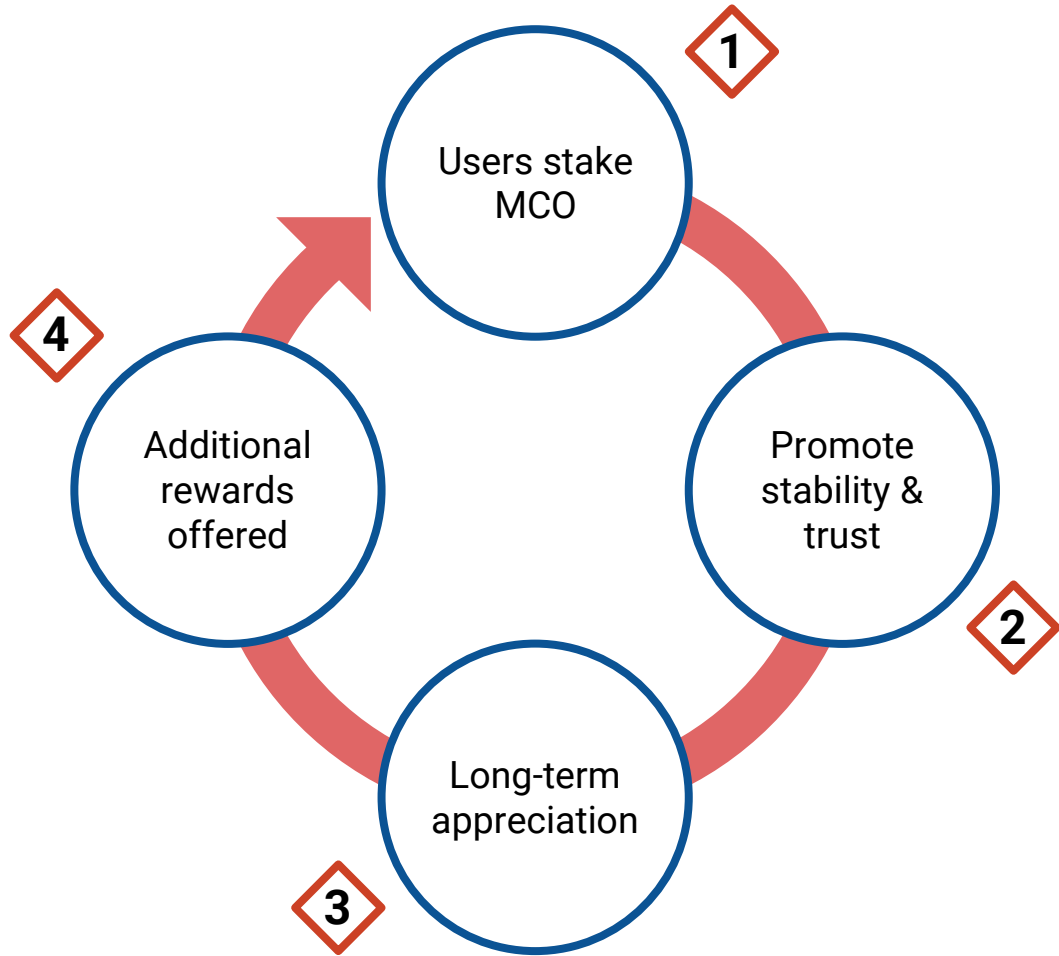 1
Users stake
MCO
2
Promote
stability &
trust
3
Long-term
appreciation
4
Additional
rewards
offered